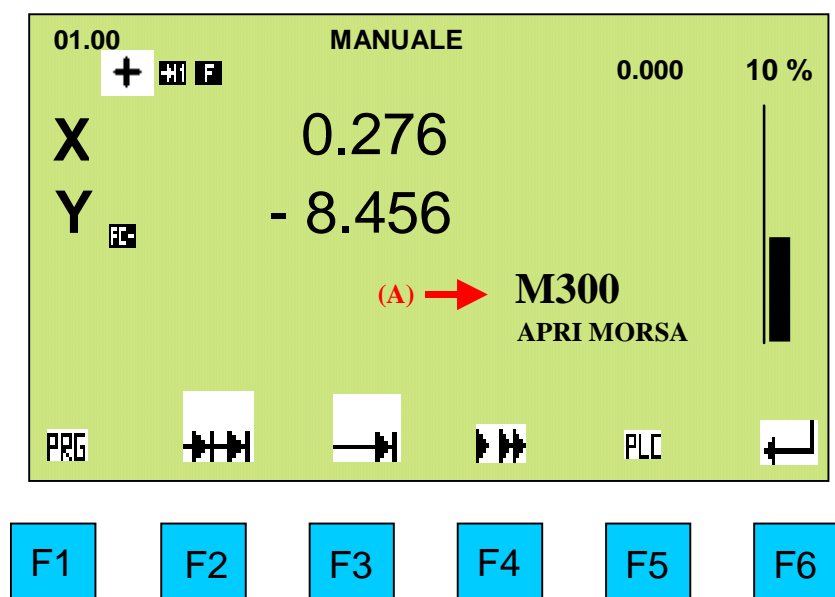 01.00 MANUALE
F 0.000 10 %
X 0.276
Y FC- - 8.456
(A) M300
APRI MORSA
PRG PLC
F1 F2 F3 F4 F5 F6